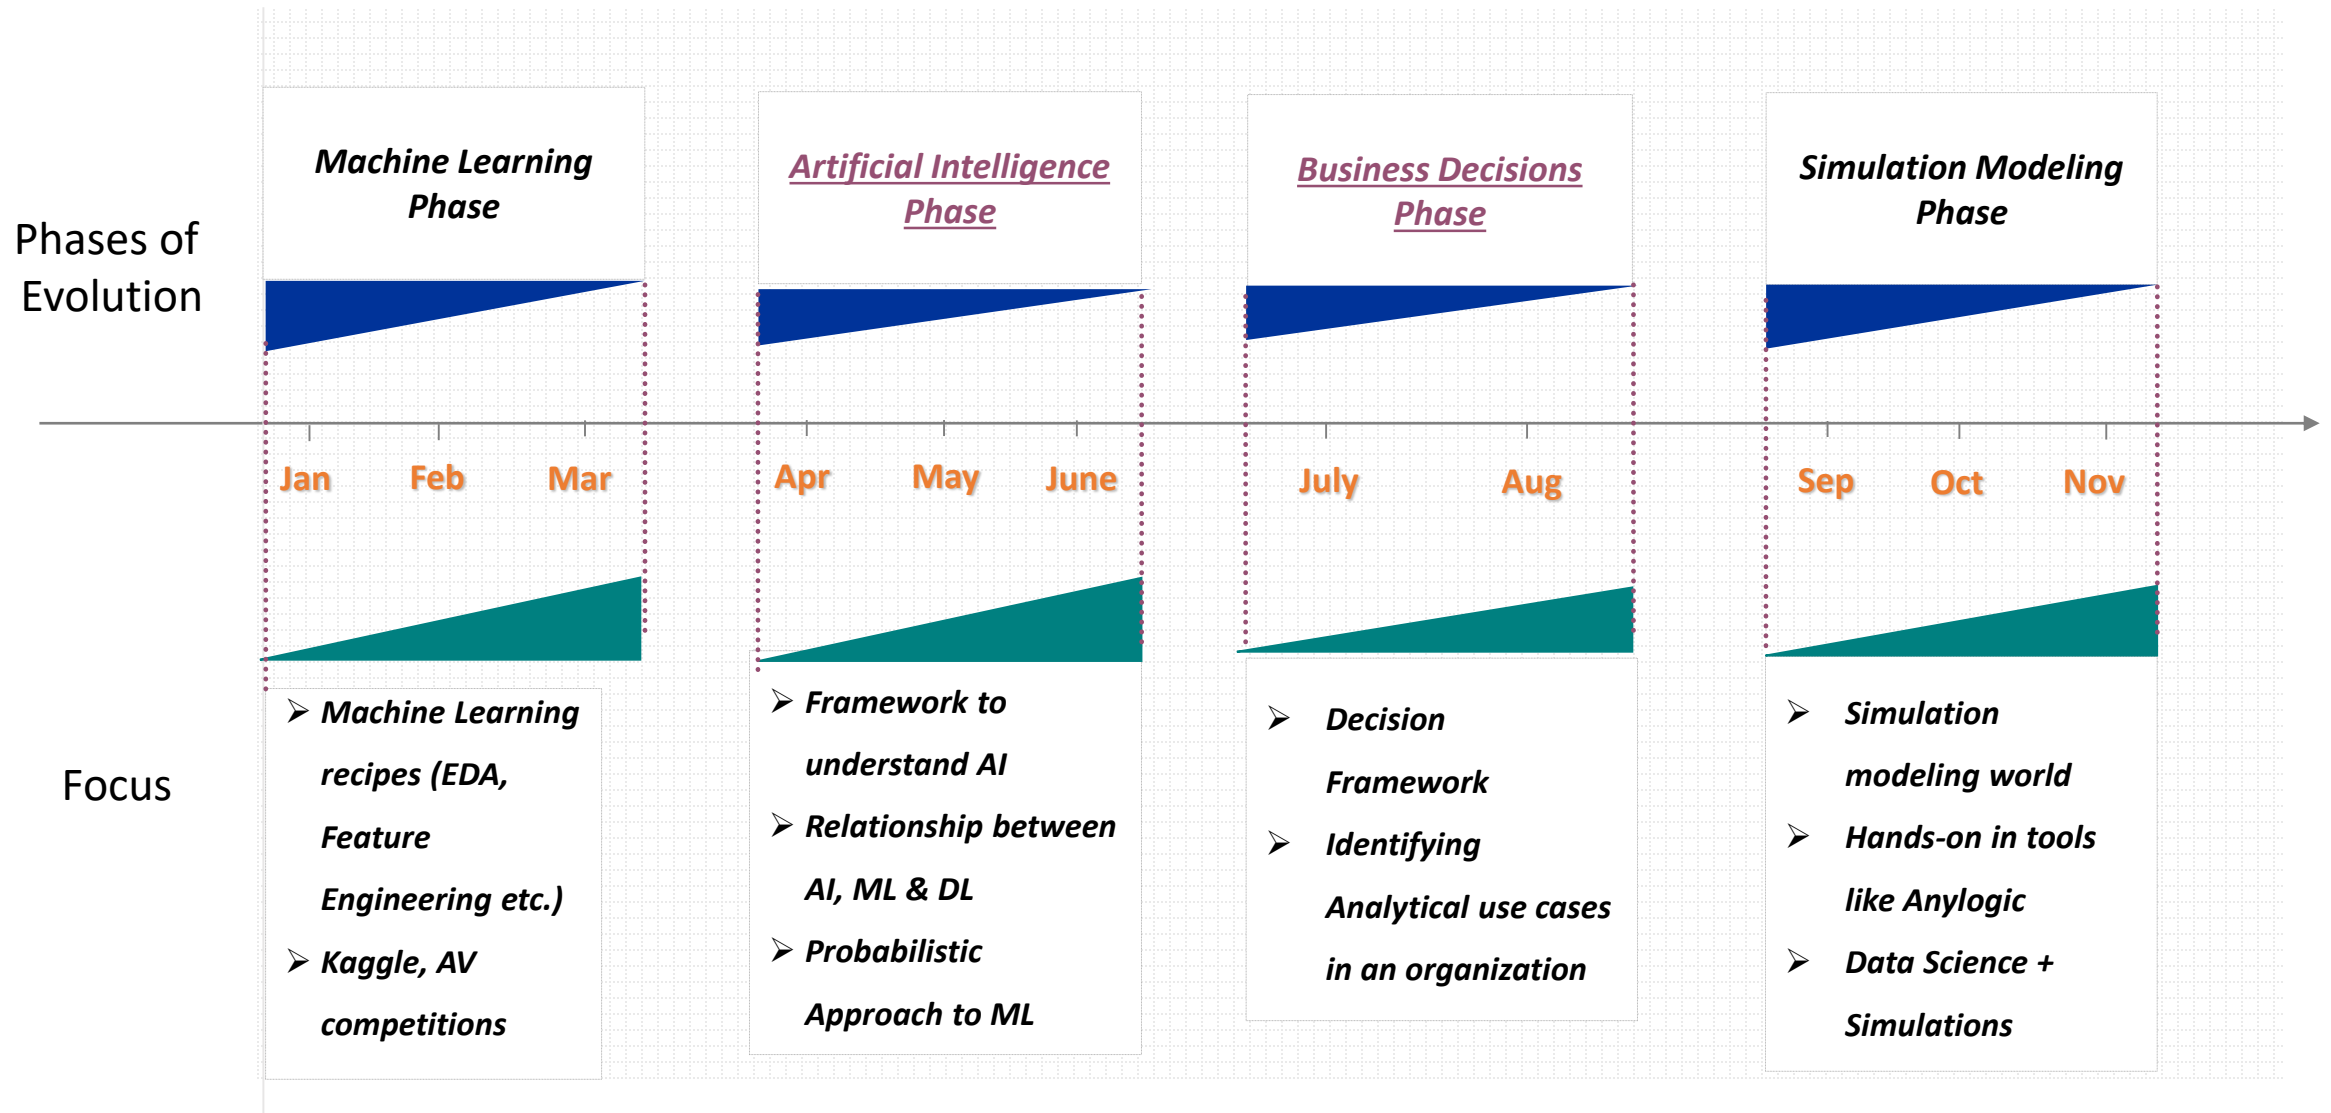 Machine Learning
Phase
Artificial Intelligence
Phase
Business Decisions
Phase
Simulation Modeling
Phase
Phases of
Evolution
Jan
Feb
Mar
Apr
May
June
July
Aug
Sep
Oct
Nov
Focus
➢ Machine Learning
recipes (EDA,
Feature
Engineering etc.)
➢ Kaggle, AV
competitions
➢ Framework to
understand AI
➢ Relationship between
AI, ML & DL
➢ Probabilistic
Approach to ML
➢ Decision
Framework
➢ Identifying
Analytical use cases
in an organization
➢ Simulation
modeling world
➢ Hands-on in tools
like Anylogic
➢ Data Science +
Simulations